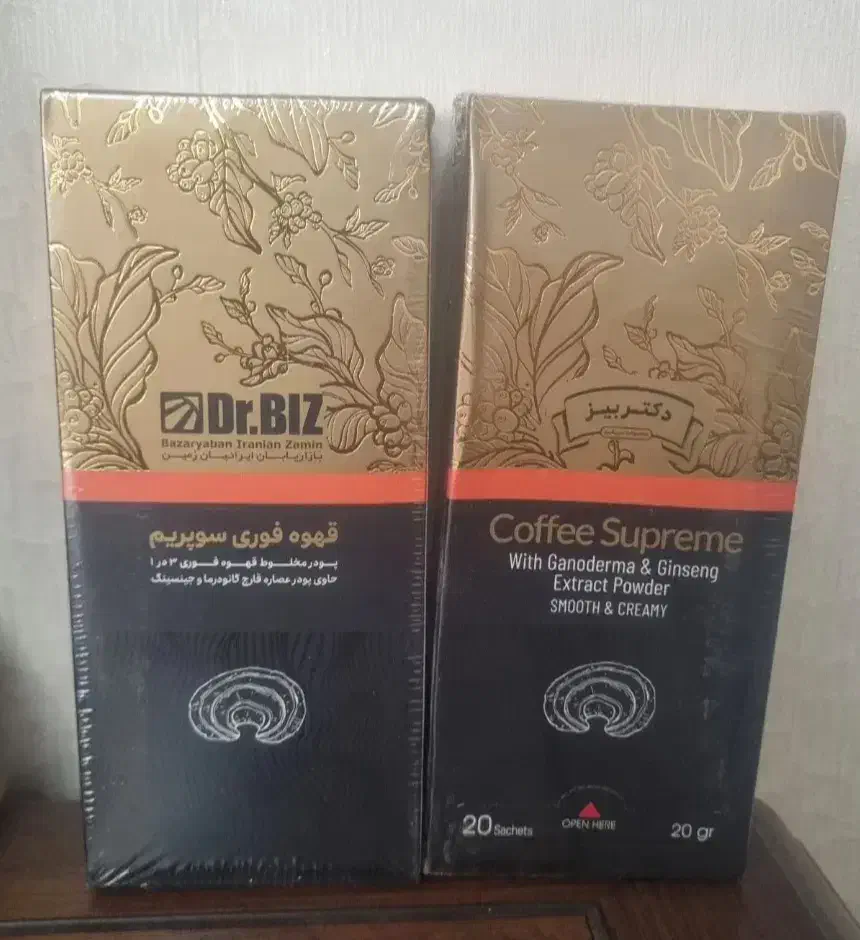 Dr.BIZ
Bazaryaban Iranian Zamin
بازاریابان ایرانیان زمین
قهوه فوری سوپریم
پودر مخلوط قهوه فوری ۳ در ۱
حاوی پودر عصاره قارچ گانودرما و جینسینگ
دکتر بیز
Coffee Supreme
With Ganoderma & Ginseng
Extract Powder
SMOOTH & CREAMY
OPEN HERE
20 Sachets
20 gr